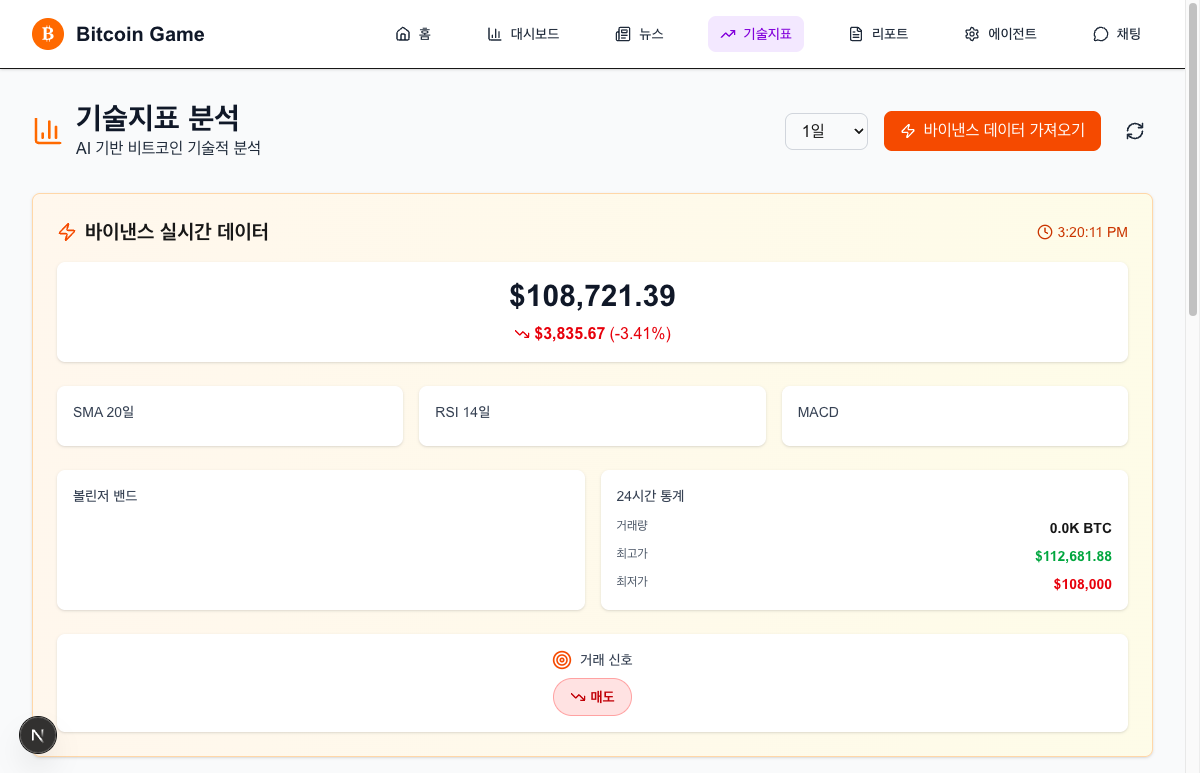 Bitcoin Game
홈
대시보드
뉴스
기술지표
리포트
에이전트
채팅
기술지표 분석
AI 기반 비트코인 기술적 분석
1일
바이낸스 데이터 가져오기
바이낸스 실시간 데이터
3:20:11 PM
$108,721.39
$3,835.67 (-3.41%)
SMA 20일
RSI 14일
MACD
볼린저 밴드
24시간 통계
거래량
0.0K BTC
최고가
$112,681.88
최저가
$108,000
거래 신호
매도
N